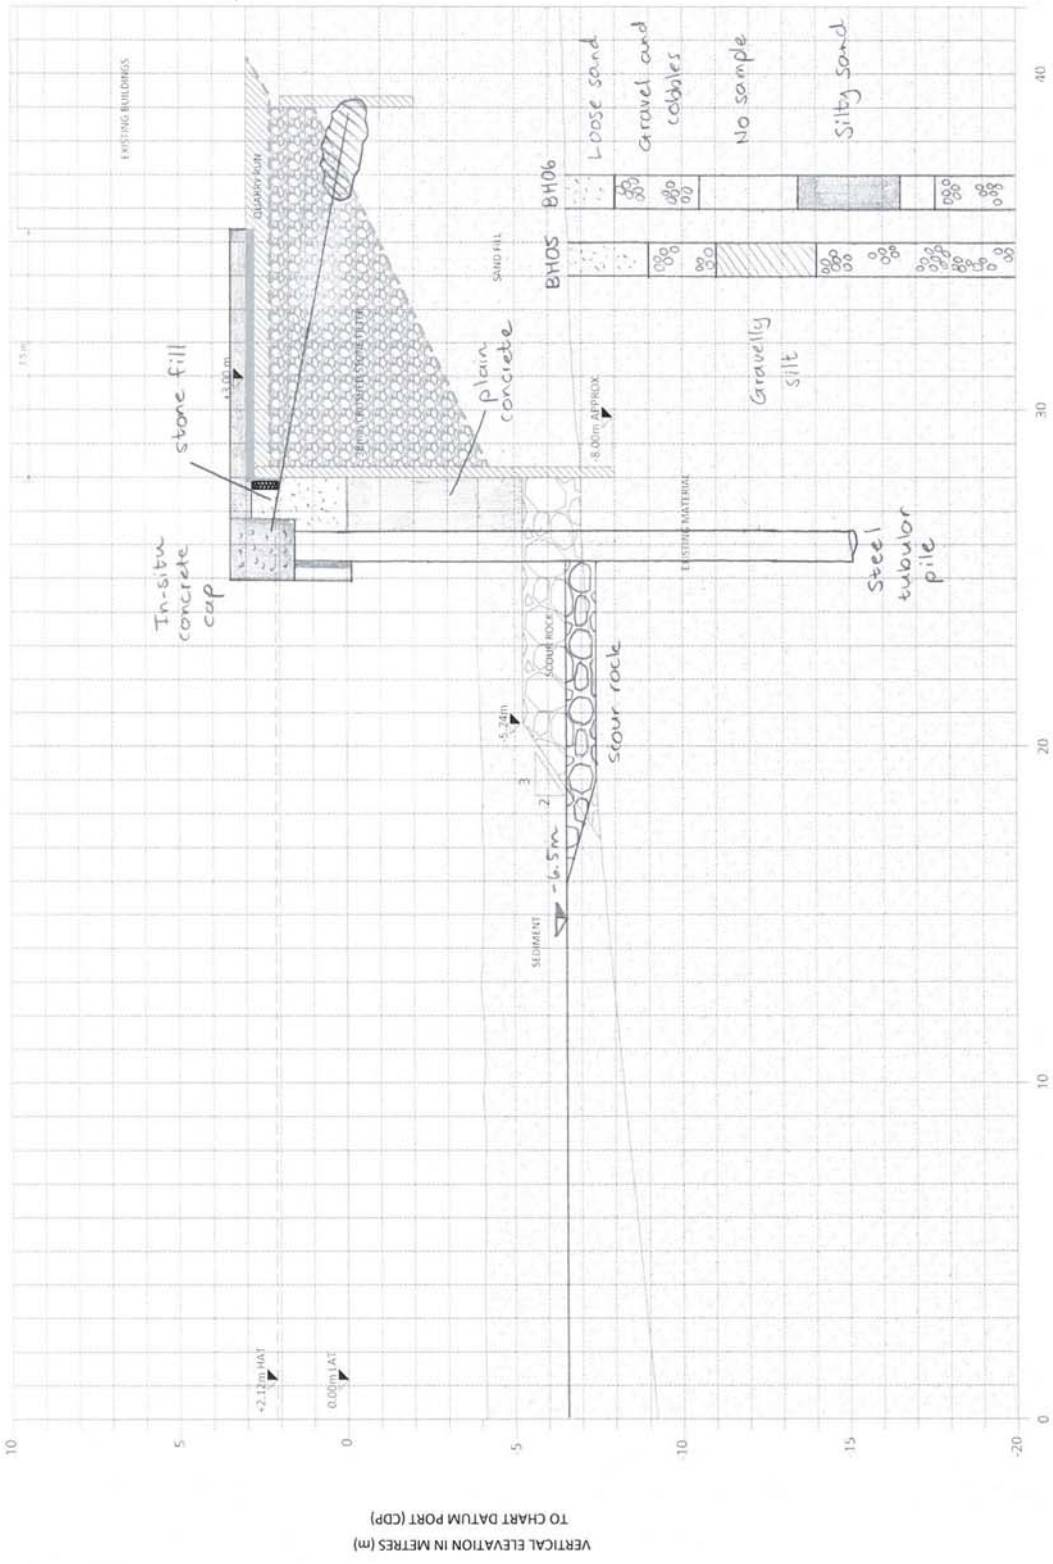 VERTICAL ELEVATION IN METRES (m)
TO CHART DATUM PORT (CDP)
10
5
0
-5
-10
-15
-20
0
10
20
30
40
+2.12m HAT
0.00m LAT
EXISTING BUILDINGS
7.5 m
QUARRY RUN
stone fill
+3.00 m
In-situ
concrete
cap
SAND FILL
plain
concrete
-8.00m APPROX
EXISTING MATERIAL
-5.24m
3
2
SCOUR ROCK
scour rock
SEDIMENT
-6.5m
Steel
tubular
pile
BH05
BH06
Loose sand
Gravel and
cobbles
No sample
Silty sand
Gravelly
silt